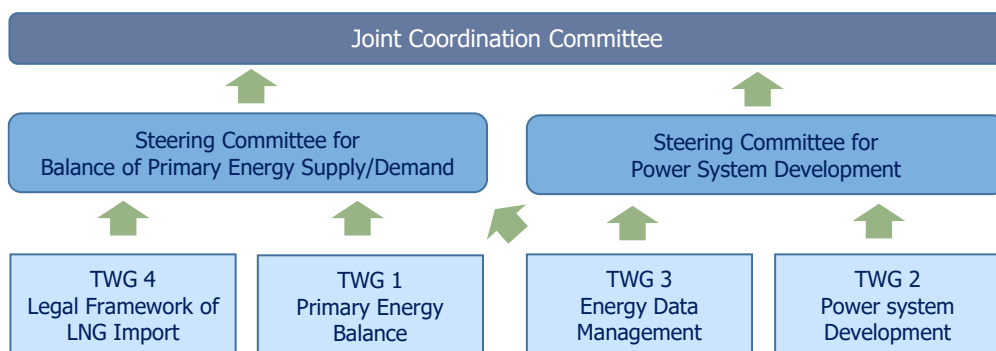 Joint Coordination Committee
Steering Committee for
Balance of Primary Energy Supply/Demand
Steering Committee for
Power System Development
TWG 4
Legal Framework of
LNG Import
TWG 1
Primary Energy
Balance
TWG 3
Energy Data
Management
TWG 2
Power system
Development